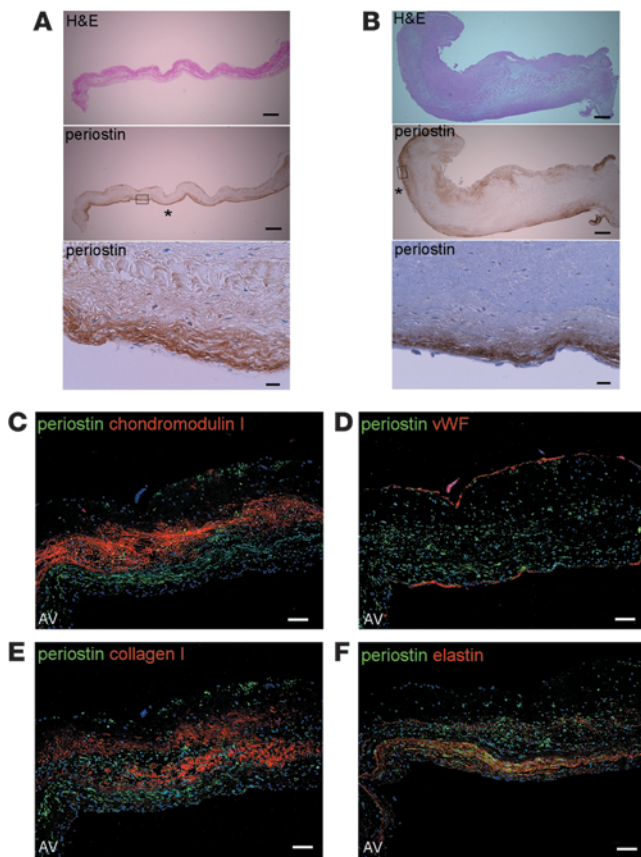 A
H&E
periostin
*
periostin
B
H&E
periostin
*
periostin
C
periostin chondromodulin I
AV
D
periostin vWF
AV
E
periostin collagen I
AV
F
periostin elastin
AV